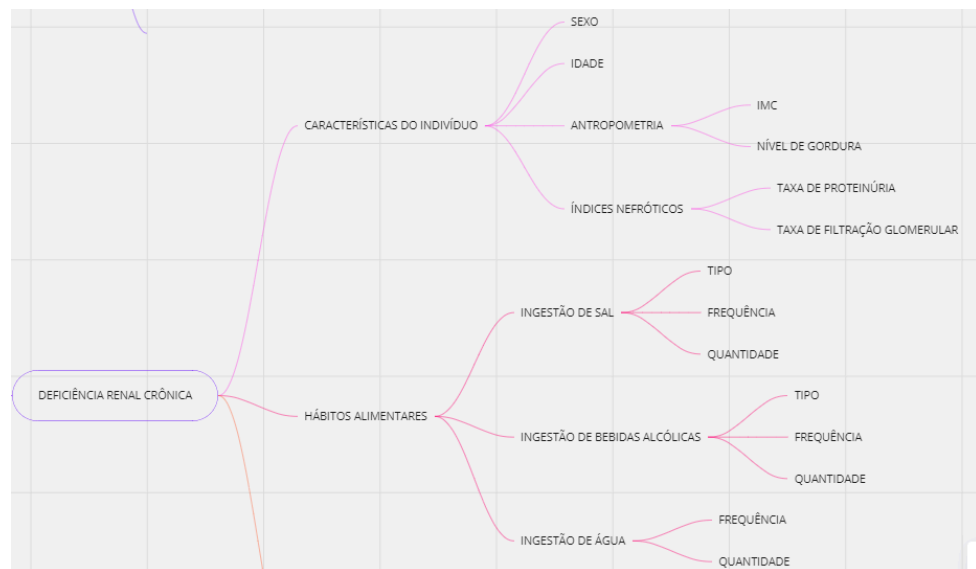 SEXO
IDADE
CARACTERÍSTICAS DO INDIVÍDUO
ANTROPOMETRIA
IMC
NÍVEL DE GORDURA
ÍNDICES NEFRÓTICOS
TAXA DE PROTEINÚRIA
TAXA DE FILTRAÇÃO GLOMERULAR
DEFICIÊNCIA RENAL CRÔNICA
HÁBITOS ALIMENTARES
INGESTÃO DE SAL
TIPO
FREQUÊNCIA
QUANTIDADE
INGESTÃO DE BEBIDAS ALCÓLICAS
TIPO
FREQUÊNCIA
QUANTIDADE
INGESTÃO DE ÁGUA
FREQUÊNCIA
QUANTIDADE